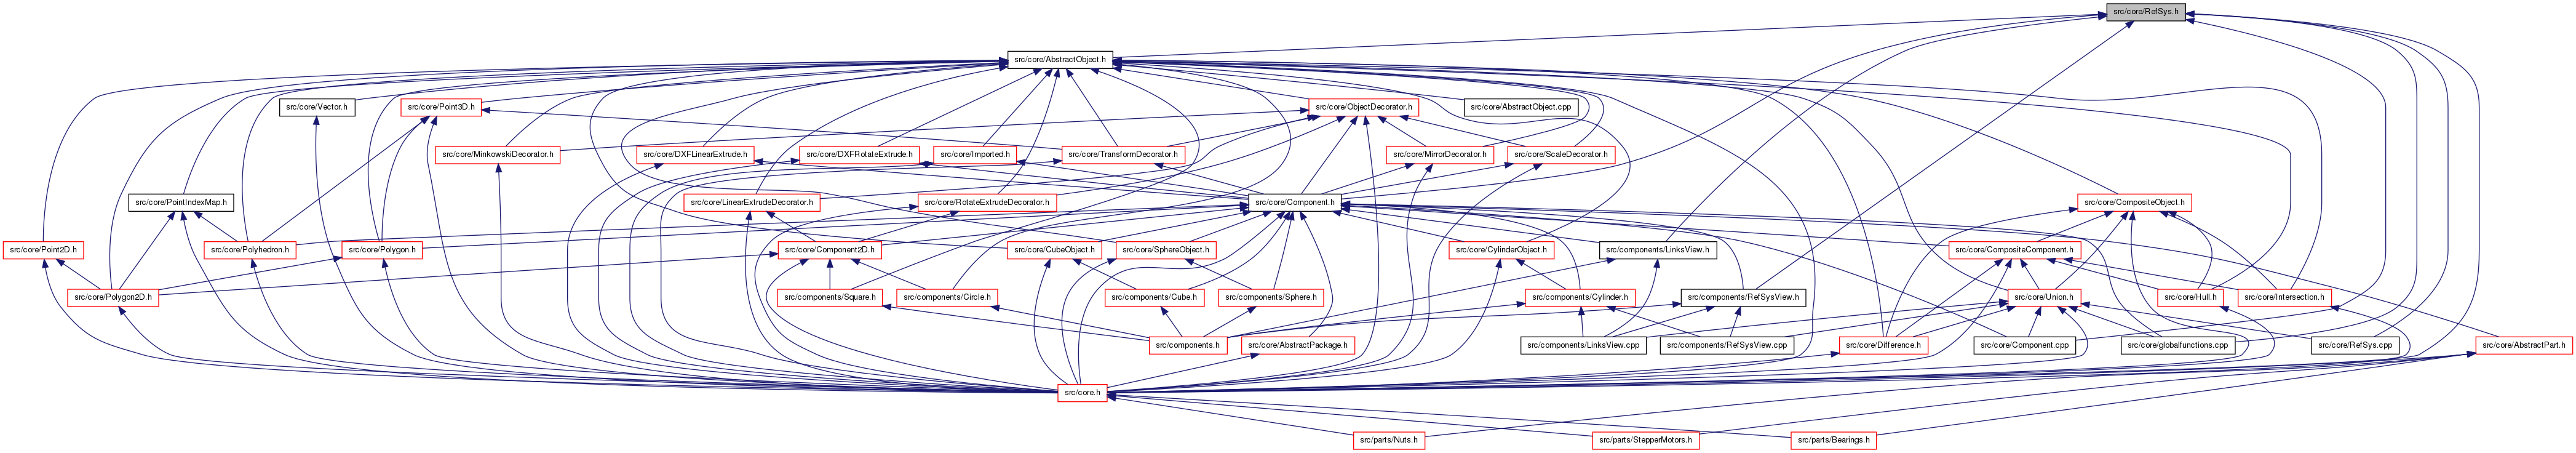 src/core/RefSys.h
src/core/AbstractObject.h
src/core/Vector.h
src/core/Point3D.h
src/core/ObjectDecorator.h
src/core/AbstractObject.cpp
src/core/MinkowskiDecorator.h
src/core/DXFLinearExtrude.h
src/core/DXFRotateExtrude.h
src/core/Imported.h
src/core/TransformDecorator.h
src/core/MirrorDecorator.h
src/core/ScaleDecorator.h
src/core/PointIndexMap.h
src/core/LinearExtrudeDecorator.h
src/core/RotateExtrudeDecorator.h
src/core/Component.h
src/core/CompositeObject.h
src/core/Point2D.h
src/core/Polyhedron.h
src/core/Polygon.h
src/core/Component2D.h
src/core/CubeObject.h
src/core/SphereObject.h
src/core/CylinderObject.h
src/components/LinksView.h
src/core/CompositeComponent.h
src/core/Polygon2D.h
src/components/Square.h
src/components/Circle.h
src/components/Cube.h
src/components/Sphere.h
src/components/Cylinder.h
src/components/RefSysView.h
src/core/Union.h
src/core/Hull.h
src/core/Intersection.h
src/components.h
src/core/AbstractPackage.h
src/components/LinksView.cpp
src/components/RefSysView.cpp
src/core/Difference.h
src/core/Component.cpp
src/core/globalfunctions.cpp
src/core/RefSys.cpp
src/core/AbstractPart.h
src/core.h
src/parts/Nuts.h
src/parts/StepperMotors.h
src/parts/Bearings.h